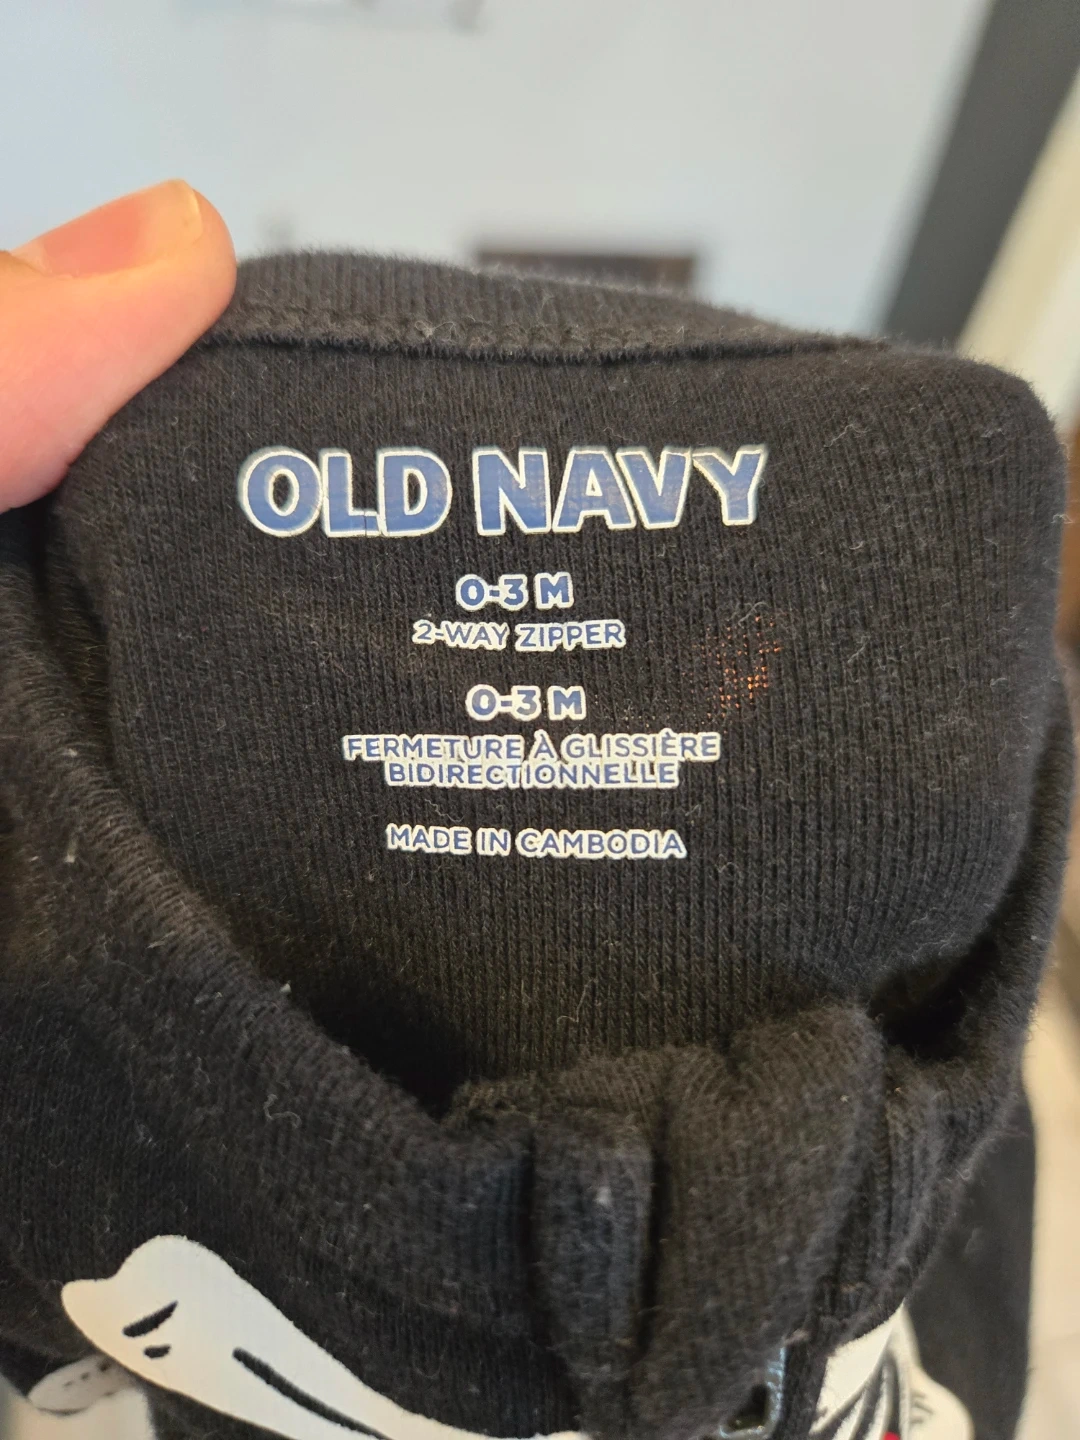 OLD NAVY
0-3 M
2-WAY ZIPPER
0-3 M
FERMETURE À GLISSIÈRE
BIDIRECTIONNELLE
MADE IN CAMBODIA